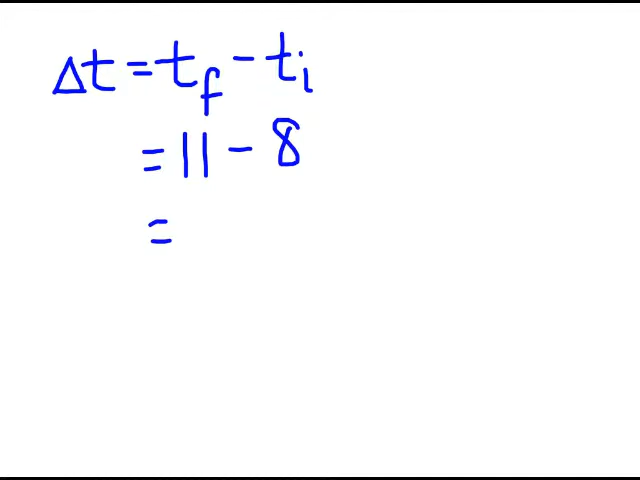 Δt = t_f - t_i
= 11 - 8
=